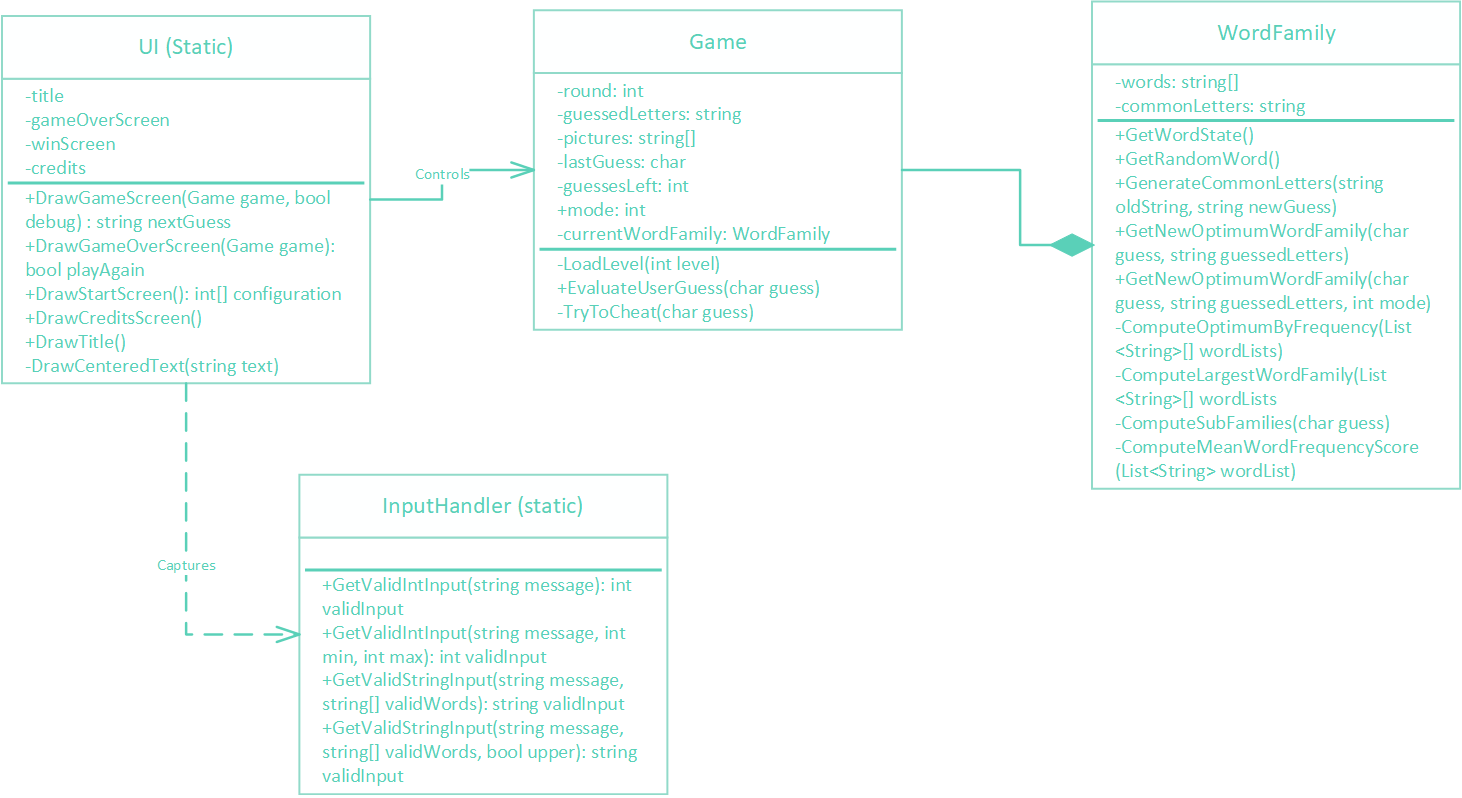 UI (Static)
-title
-gameOverScreen
-winScreen
-credits
+DrawGameScreen(Game game, bool
debug) : string nextGuess
+DrawGameOverScreen(Game game):
bool playAgain
+DrawStartScreen(): int[] configuration
+DrawCreditsScreen()
+DrawTitle()
-DrawCenteredText(string text)
Controls
Game
-round: int
-guessedLetters: string
-pictures: string[]
-lastGuess: char
-guessesLeft: int
+mode: int
-currentWordFamily: WordFamily
-LoadLevel(int level)
+EvaluateUserGuess(char guess)
-TryToCheat(char guess)
WordFamily
-words: string[]
-commonLetters: string
+GetWordState()
+GetRandomWord()
+GenerateCommonLetters(string
oldString, string newGuess)
+GetNewOptimumWordFamily(char
guess, string guessedLetters)
+GetNewOptimumWordFamily(char
guess, string guessedLetters, int mode)
-ComputeOptimumByFrequency(List
<String>[] wordLists)
-ComputeLargestWordFamily(List
<String>[] wordLists
-ComputeSubFamilies(char guess)
-ComputeMeanWordFrequencyScore
(List<String> wordList)
Captures
InputHandler (static)
+GetValidIntInput(string message): int
validInput
+GetValidIntInput(string message, int
min, int max): int validInput
+GetValidStringInput(string message,
string[] validWords): string validInput
+GetValidStringInput(string message,
string[] validWords, bool upper): string
validInput